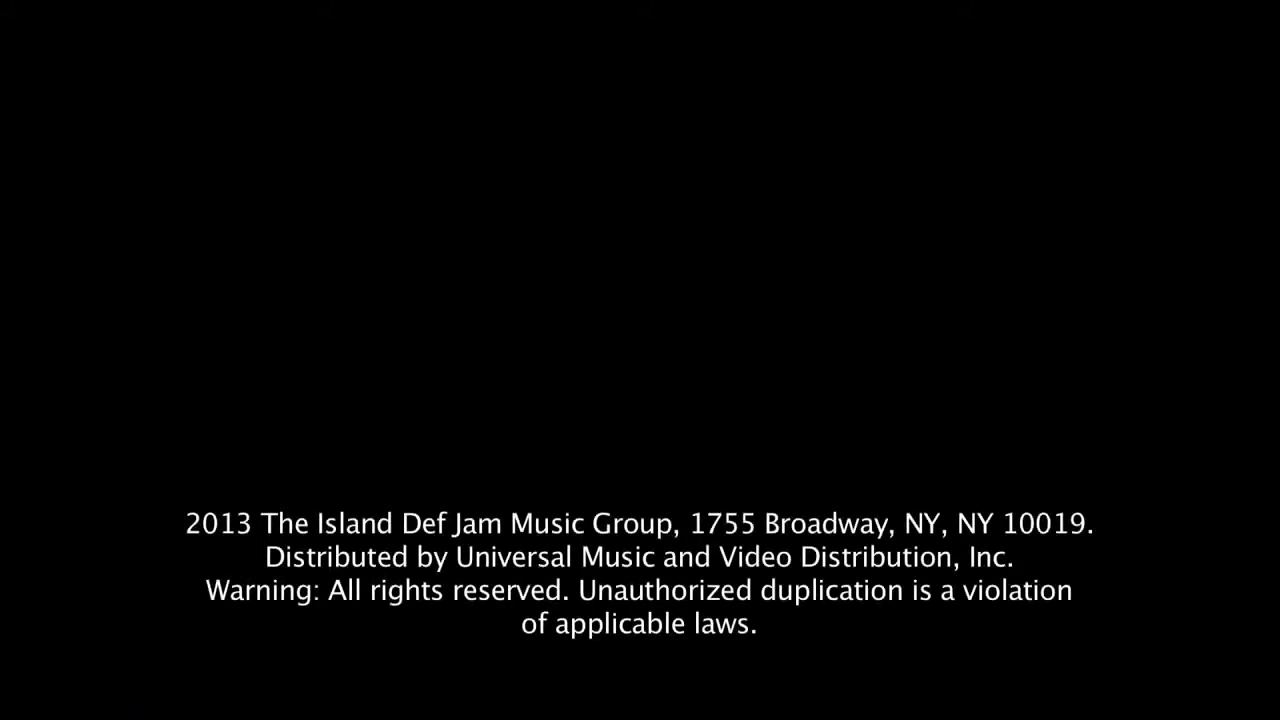 2013 The Island Def Jam Music Group, 1755 Broadway, NY, NY 10019.
Distributed by Universal Music and Video Distribution, Inc.
Warning: All rights reserved. Unauthorized duplication is a violation
of applicable laws.